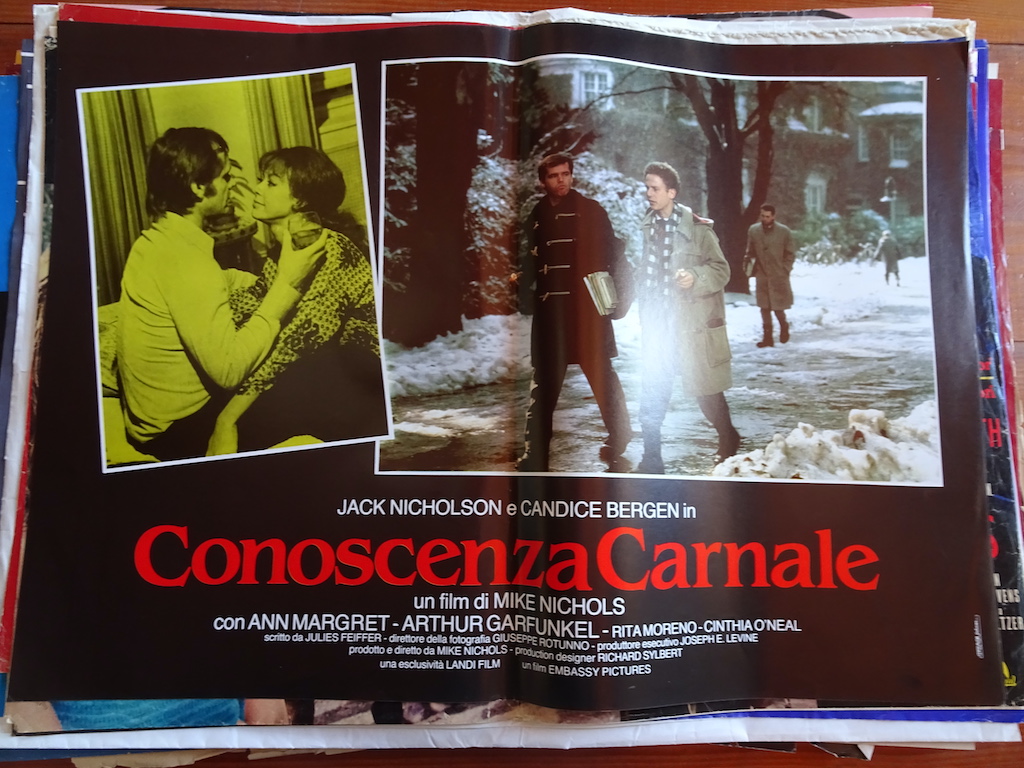 JACK NICHOLSON e CANDICE BERGEN in
Conoscenza Carnale
un film di MIKE NICHOLS
con ANN MARGRET - ARTHUR GARFUNKEL - RITA MORENO - CINTHIA O'NEAL
scritto da JULES FEIFFER - direttore della fotografia GIUSEPPE ROTUNNO - produttore esecutivo JOSEPH E. LEVINE
prodotto e diretto da MIKE NICHOLS - production designer RICHARD SYLBERT
una esclusività LANDI FILM un film EMBASSY PICTURES